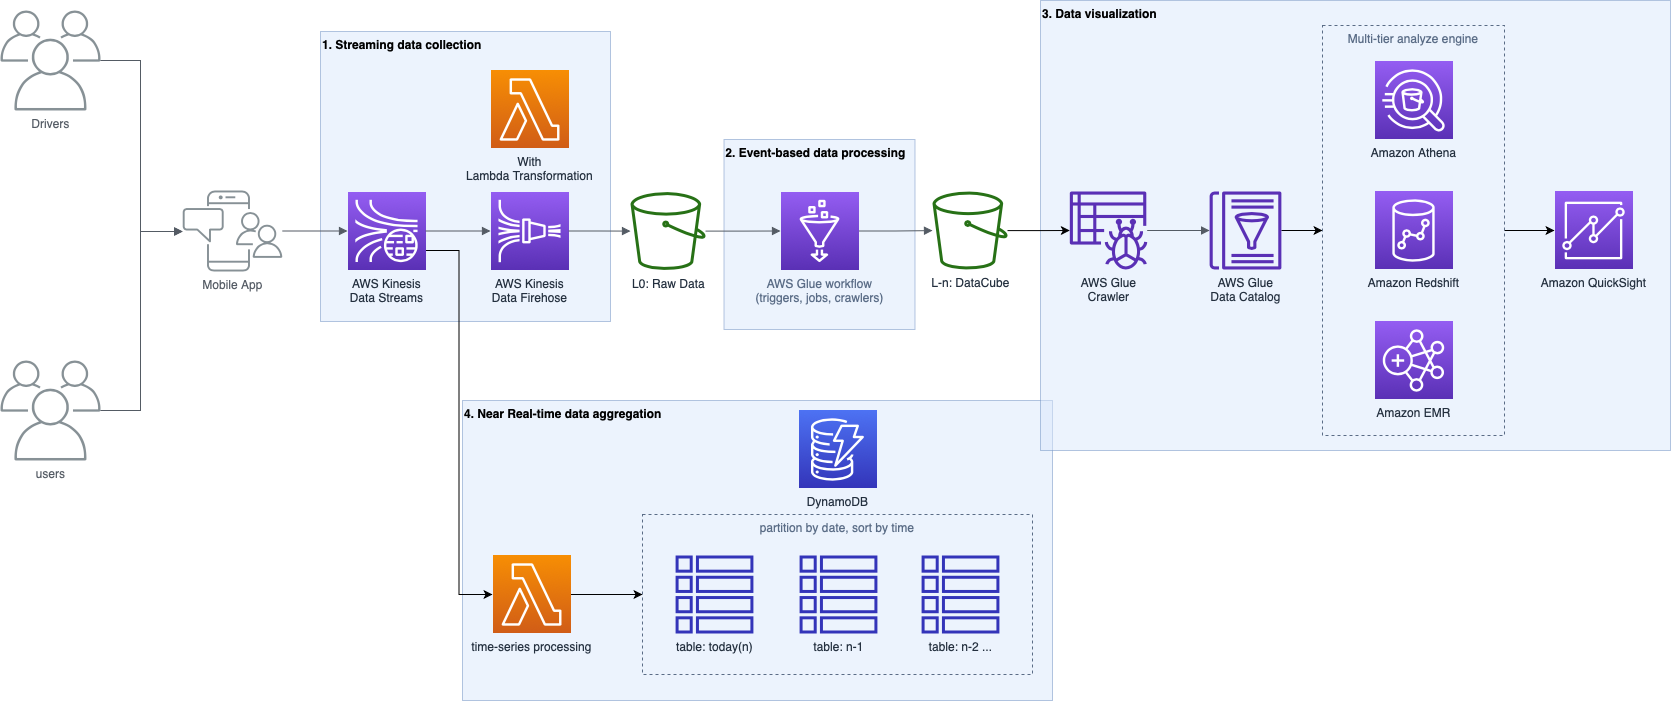 Drivers
users
Mobile App
1. Streaming data collection
With
Lambda Transformation
AWS Kinesis
Data Streams
AWS Kinesis
Data Firehose
L0: Raw Data
2. Event-based data processing
AWS Glue workflow
(triggers, jobs, crawlers)
L-n: DataCube
3. Data visualization
AWS Glue
Crawler
AWS Glue
Data Catalog
Multi-tier analyze engine
Amazon Athena
Amazon Redshift
Amazon EMR
Amazon QuickSight
4. Near Real-time data aggregation
DynamoDB
time-series processing
partition by date, sort by time
table: today(n)
table: n-1
table: n-2 ...